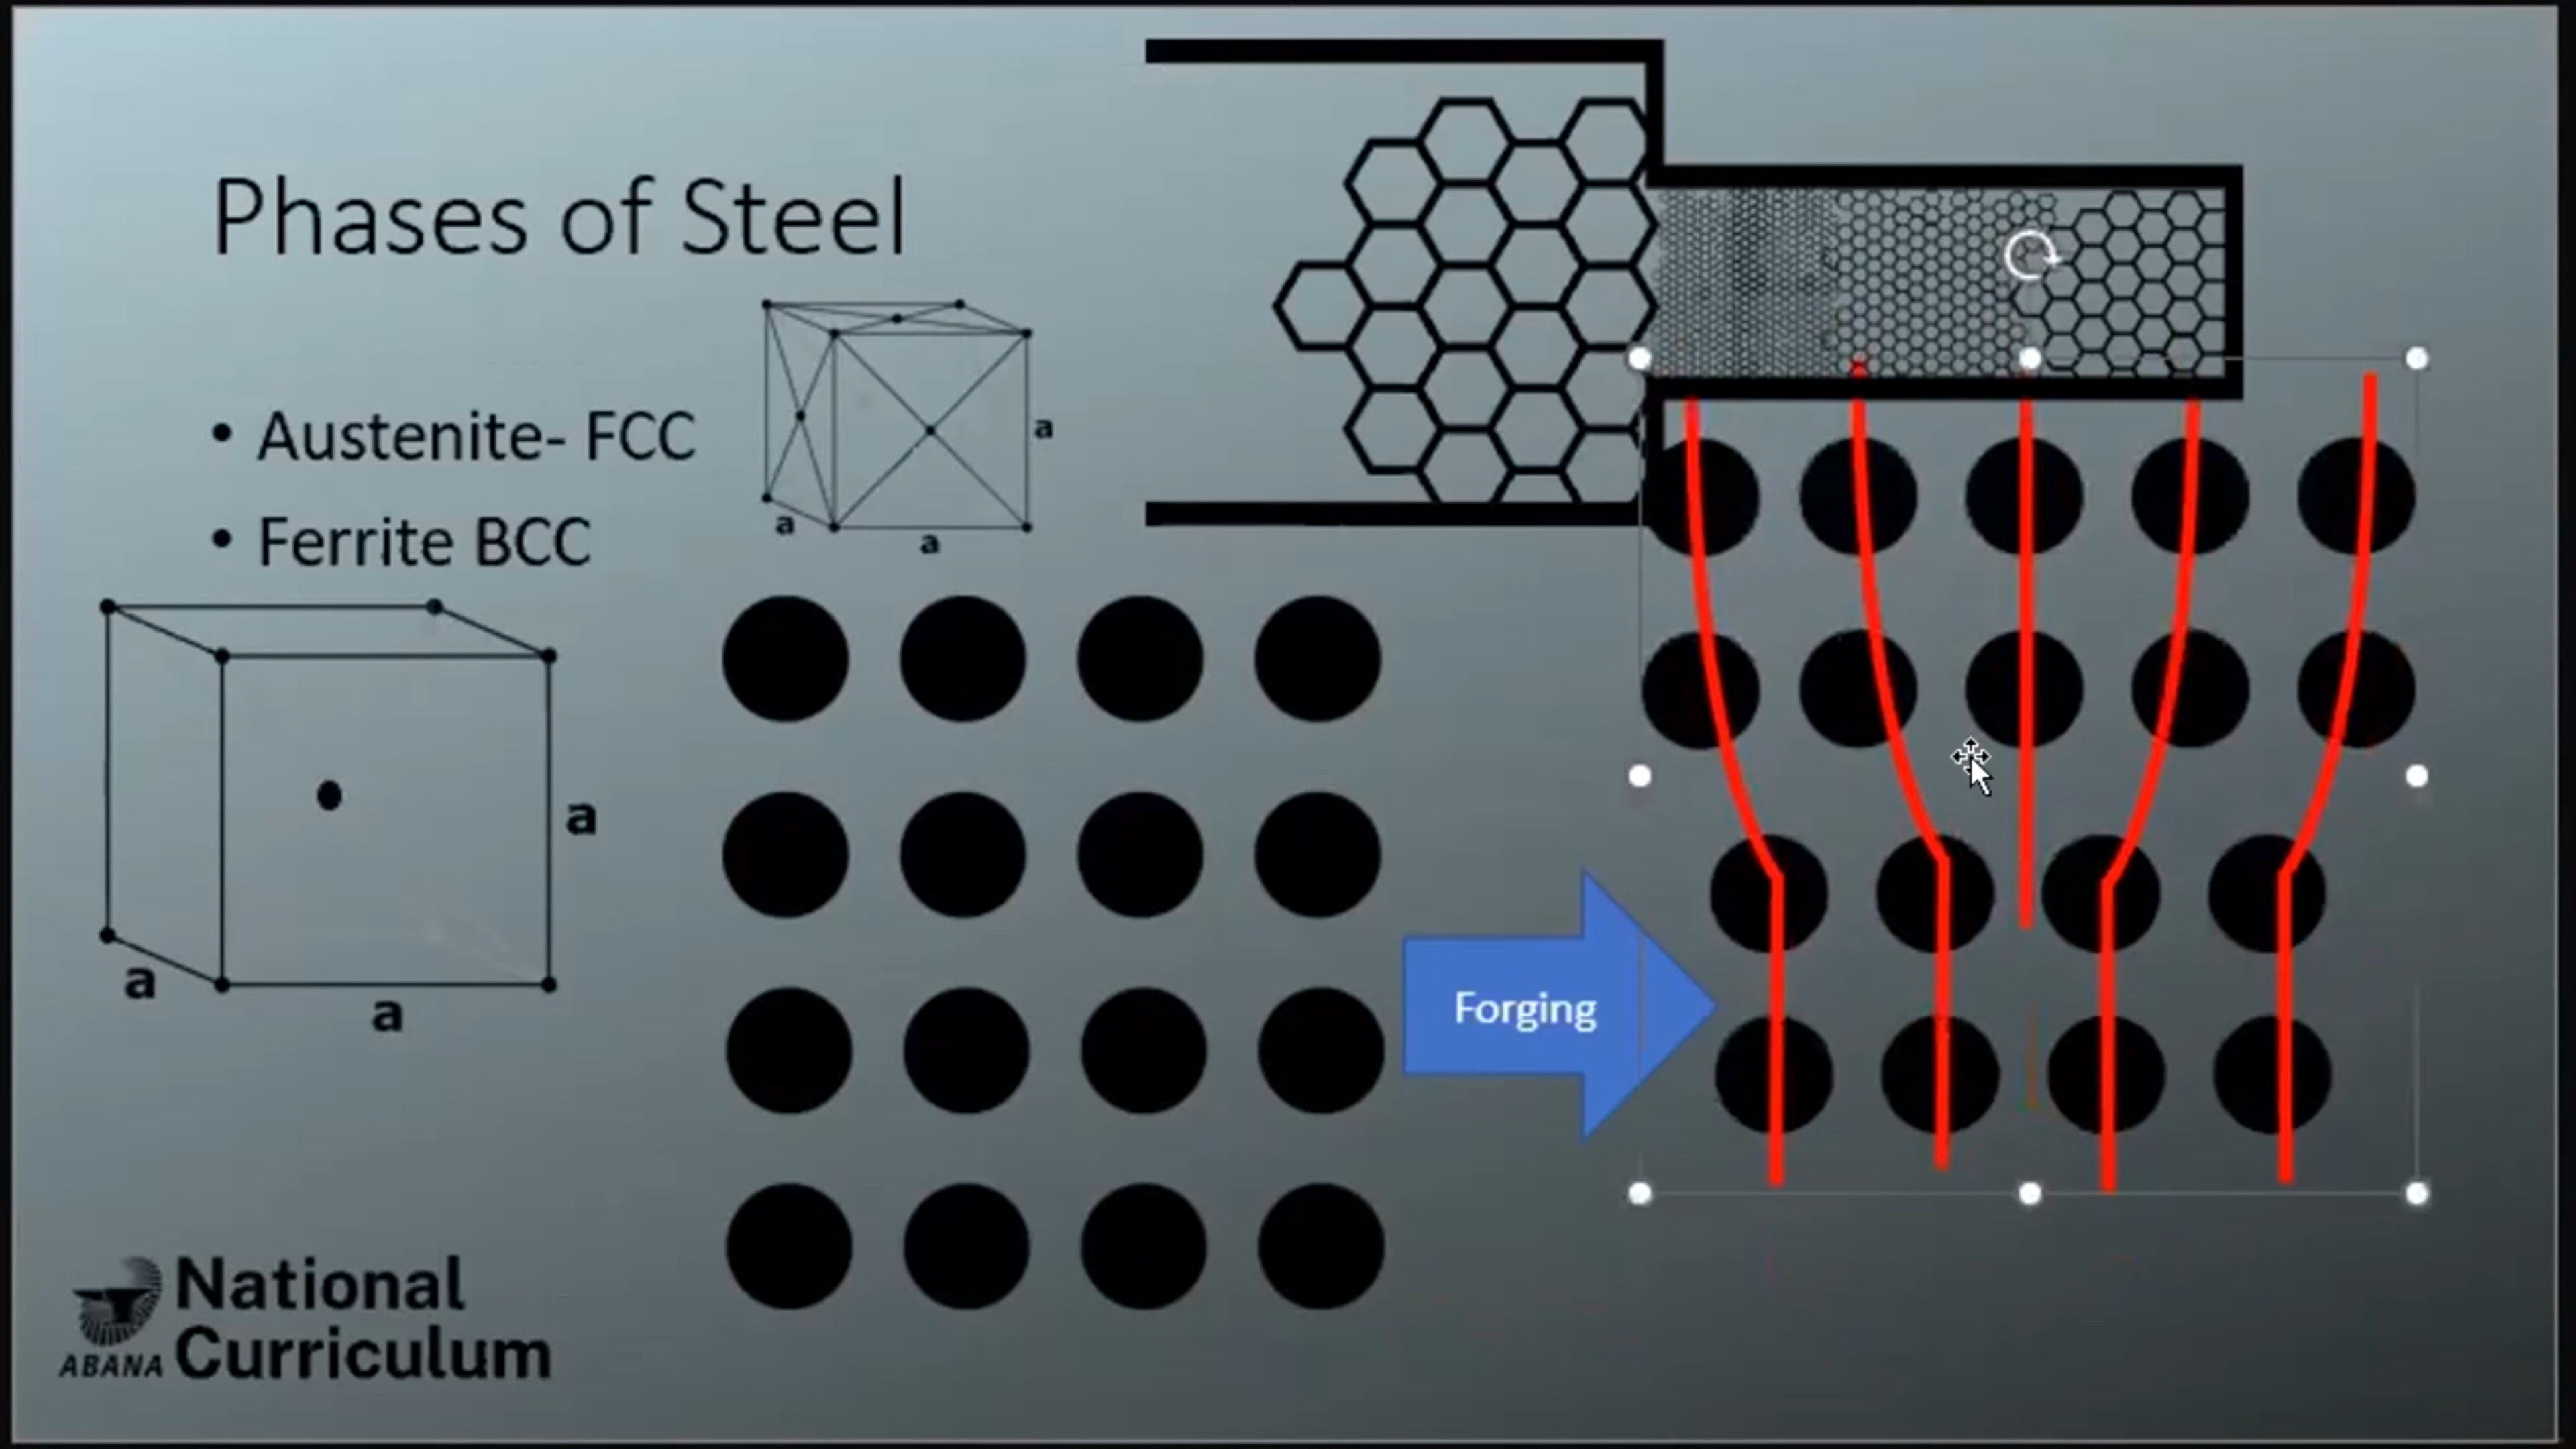 Phases of Steel
• Austenite- FCC
• Ferrite BCC
a
a
a
a
a
a
Forging
National
Curriculum
ABANA